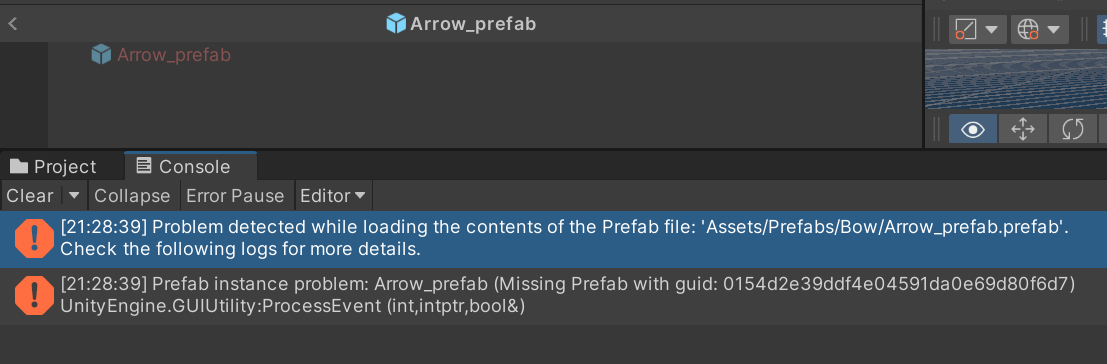 Arrow_prefab
Arrow_prefab
Project
Console
Clear
Collapse
Error Pause
Editor
[21:28:39] Problem detected while loading the contents of the Prefab file: 'Assets/Prefabs/Bow/Arrow_prefab.prefab'.
Check the following logs for more details.
[21:28:39] Prefab instance problem: Arrow_prefab (Missing Prefab with guid: 0154d2e39ddf4e04591da0e69d80f6d7)
UnityEngine.GUIUtility:ProcessEvent (int,intptr,bool&)